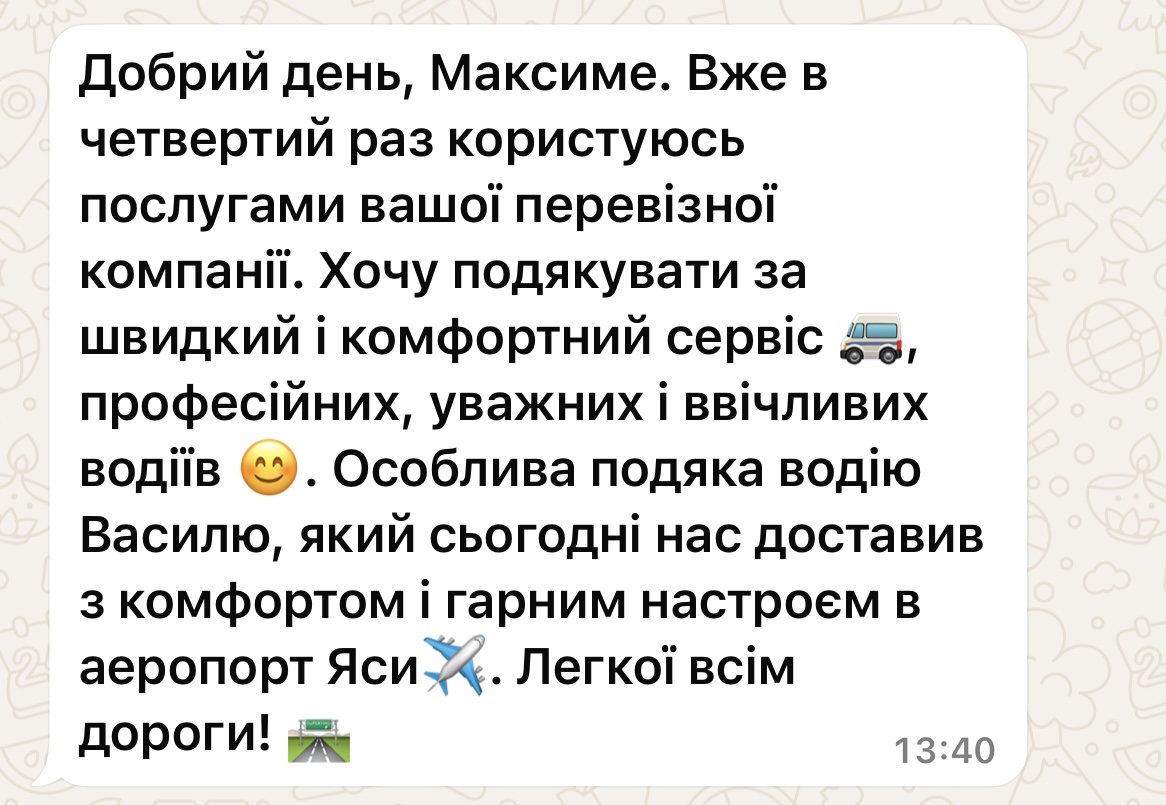 Добрий день, Максиме. Вже в
четвертий раз користуюсь
послугами вашої перевізної
компанії. Хочу подякувати за
швидкий і комфортний сервіс 🚐,
професійних, уважних і ввічливих
водіїв 😊. Особлива подяка водію
Василю, який сьогодні нас доставив
з комфортом і гарним настроєм в
аеропорт Яси✈️. Легкої всім
дороги! 🛣️
13:40